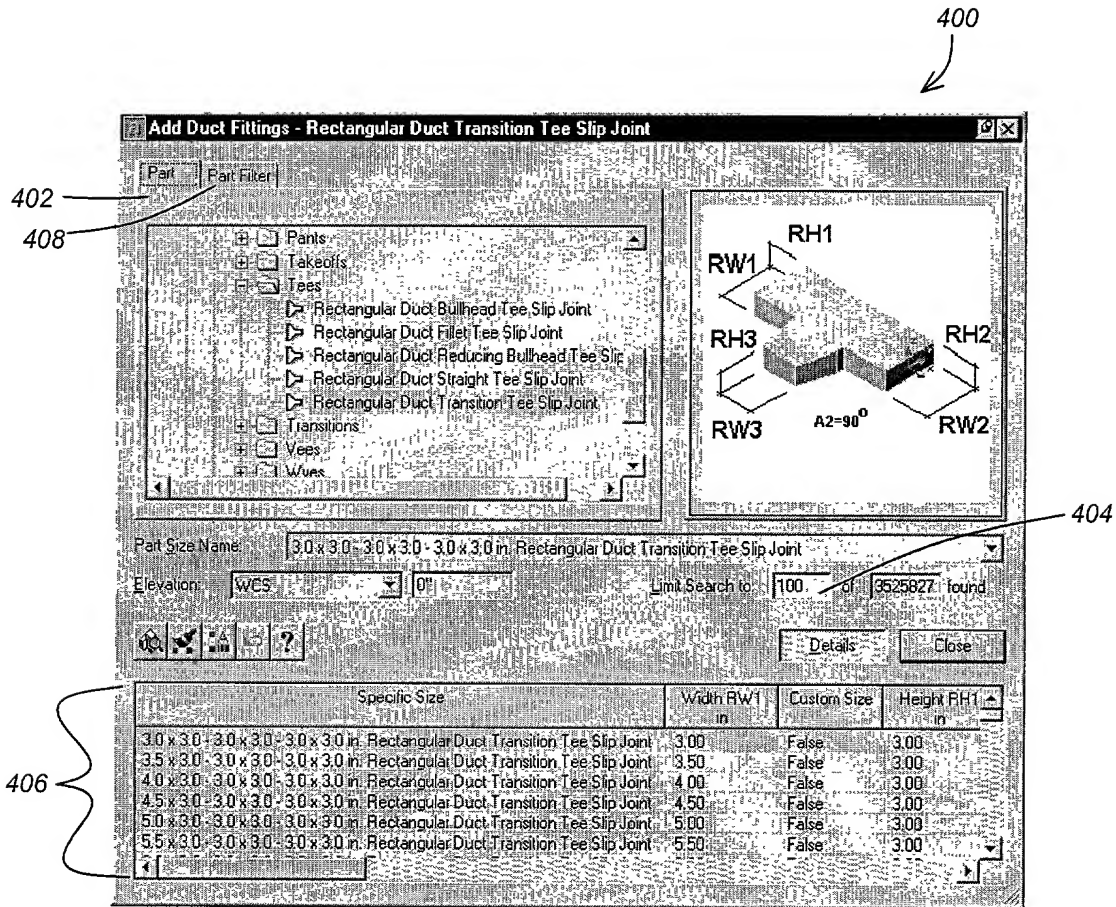 400
Add Duct Fittings - Rectangular Duct Transition Tee Slip Joint
402
Part
Part Filter
408
Pants
Takeoffs
Tees
Rectangular Duct Bullhead Tee Slip Joint
Rectangular Duct Fillet Tee Slip Joint
Rectangular Duct Reducing Bullhead Tee Slip
Rectangular Duct Straight Tee Slip Joint
Rectangular Duct Transition Tee Slip Joint
Transitions
Vees
Wyes
RH1
RW1
RH3
RH2
RW3
A2=90°
RW2
404
Part Size Name: 3.0 x 3.0 - 3.0 x 3.0 - 3.0 x 3.0 in. Rectangular Duct Transition Tee Slip Joint
Elevation: WCS 0" Limit Search to: 100 of 3525827 found
? Details Close
406
Specific Size Width RW1 in Custom Size Height RH1 in
3.0 x 3.0 - 3.0 x 3.0 - 3.0 x 3.0 in. Rectangular Duct Transition Tee Slip Joint 3.00 False 3.00
3.5 x 3.0 - 3.0 x 3.0 - 3.0 x 3.0 in. Rectangular Duct Transition Tee Slip Joint 3.50 False 3.00
4.0 x 3.0 - 3.0 x 3.0 - 3.0 x 3.0 in. Rectangular Duct Transition Tee Slip Joint 4.00 False 3.00
4.5 x 3.0 - 3.0 x 3.0 - 3.0 x 3.0 in. Rectangular Duct Transition Tee Slip Joint 4.50 False 3.00
5.0 x 3.0 - 3.0 x 3.0 - 3.0 x 3.0 in. Rectangular Duct Transition Tee Slip Joint 5.00 False 3.00
5.5 x 3.0 - 3.0 x 3.0 - 3.0 x 3.0 in. Rectangular Duct Transition Tee Slip Joint 5.50 False 3.00